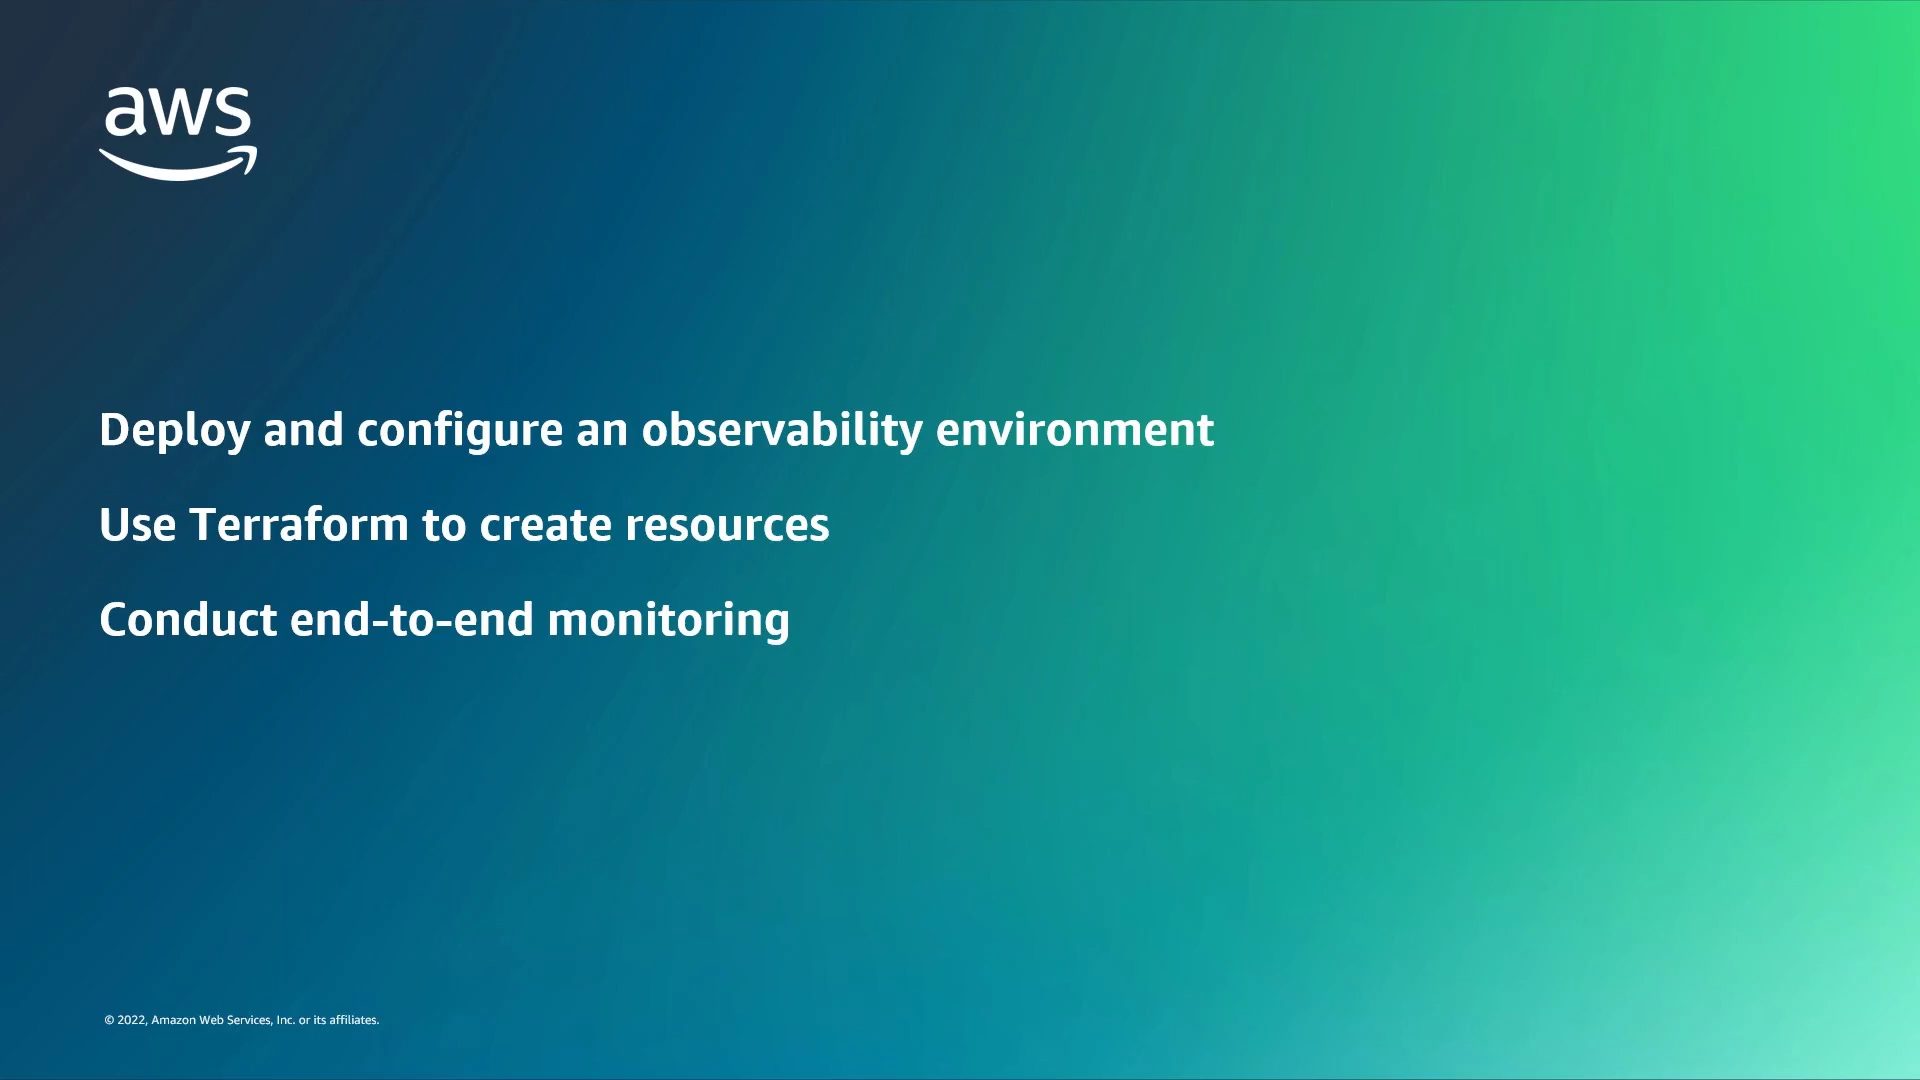 aws
Deploy and configure an observability environment
Use Terraform to create resources
Conduct end-to-end monitoring
© 2022, Amazon Web Services, Inc. or its affiliates.